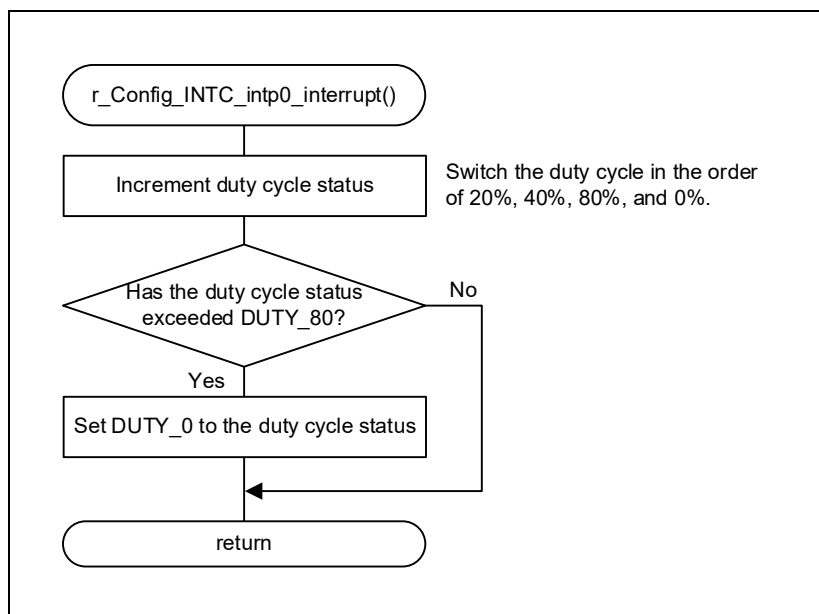 r_Config_INTC_intp0_interrupt()
Increment duty cycle status
Switch the duty cycle in the order
of 20%, 40%, 80%, and 0%.
Has the duty cycle status
exceeded DUTY_80?
No
Yes
Set DUTY_0 to the duty cycle status
return